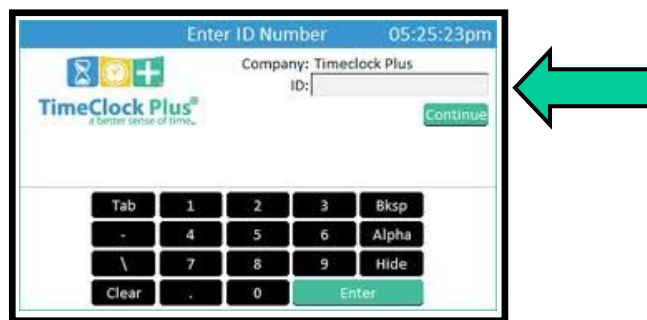 Enter ID Number 05:25:23pm
Company: Timeclock Plus
ID:
TimeClock Plus®
a better sense of time.
Continue
Tab 1 2 3 Bksp
- 4 5 6 Alpha
\ 7 8 9 Hide
Clear . 0 Enter